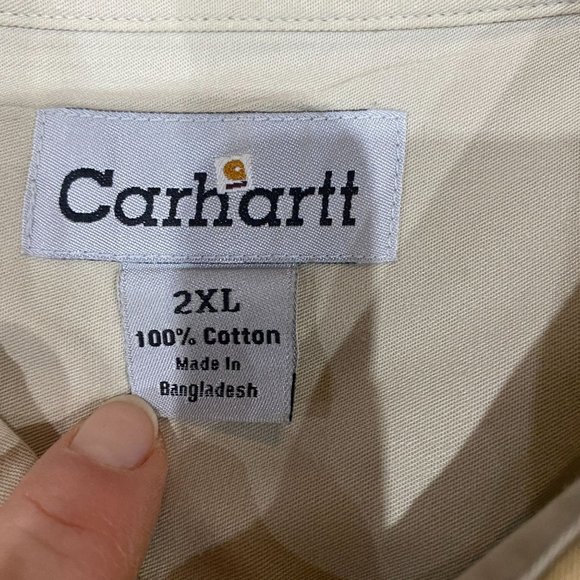 Carhartt
2XL
100% Cotton
Made In
Bangladesh